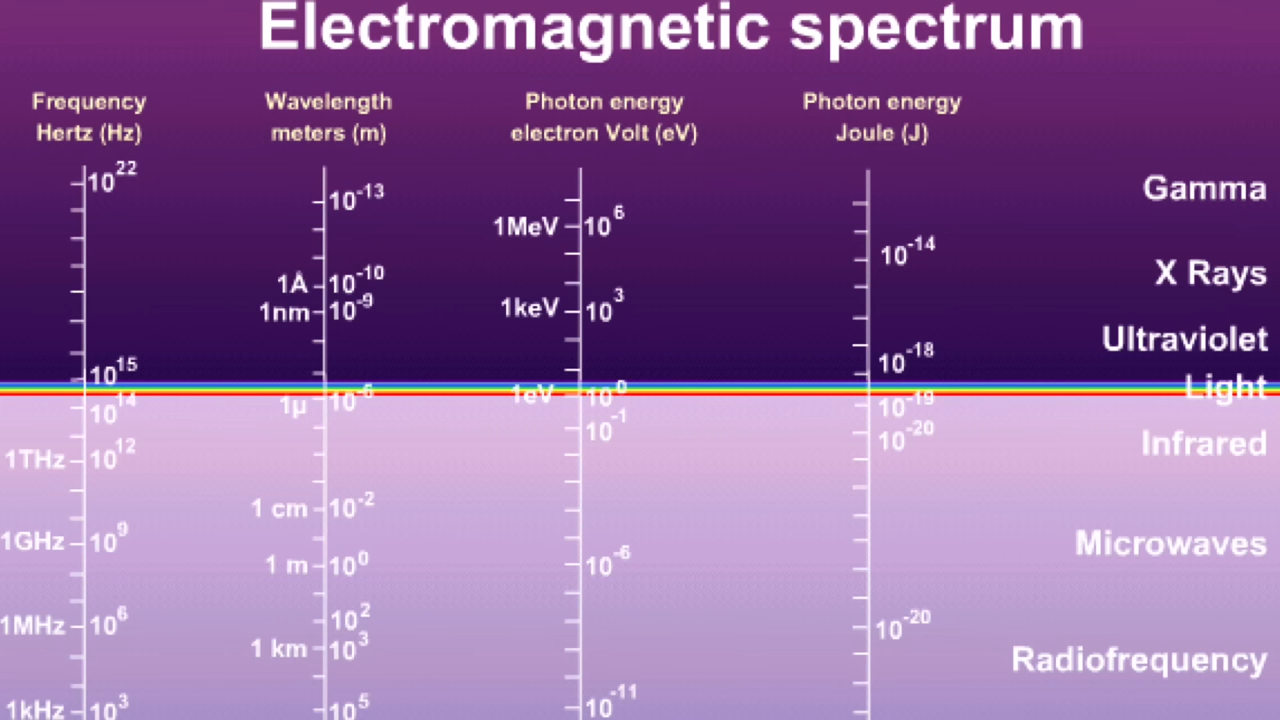 Electromagnetic spectrum
Frequency
Hertz (Hz)
Wavelength
meters (m)
Photon energy
electron Volt (eV)
Photon energy
Joule (J)
10²²
10¹⁵
10¹⁴
1THz 10¹²
1GHz 10⁹
1MHz 10⁶
1kHz 10³
10⁻¹³
1Å 10⁻¹⁰
1nm 10⁻⁹
1µ 10⁻⁶
1 cm 10⁻²
1 m 10⁰
10²
1 km 10³
10⁵
1MeV 10⁶
1keV 10³
1eV 10⁰
10⁻¹
10⁻⁶
10⁻¹¹
10⁻¹⁴
10⁻¹⁸
10⁻¹⁹
10⁻²⁰
10⁻²⁰
Gamma
X Rays
Ultraviolet
Light
Infrared
Microwaves
Radiofrequency